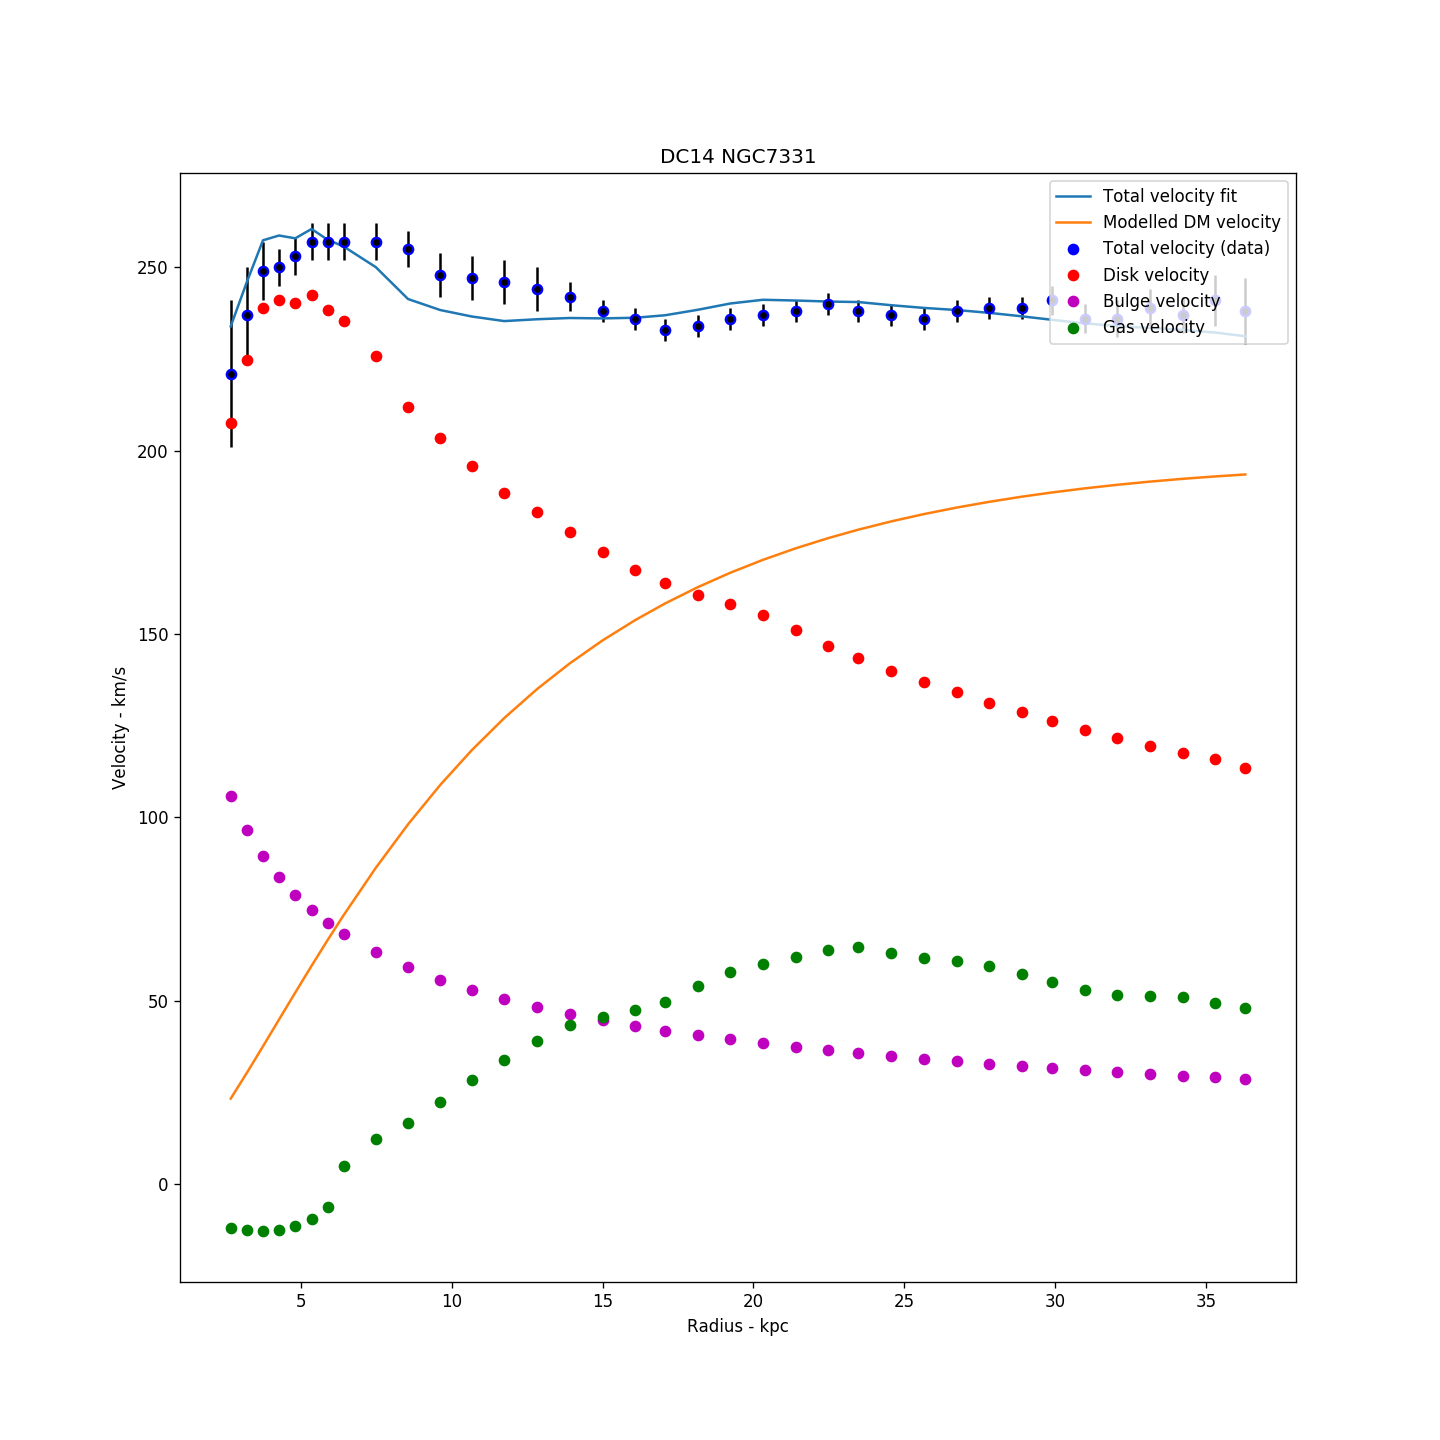 DC14 NGC7331
Total velocity fit
Modelled DM velocity
Total velocity (data)
Disk velocity
Bulge velocity
Gas velocity
Velocity - km/s
250
200
150
100
50
0
5 10 15 20 25 30 35
Radius - kpc